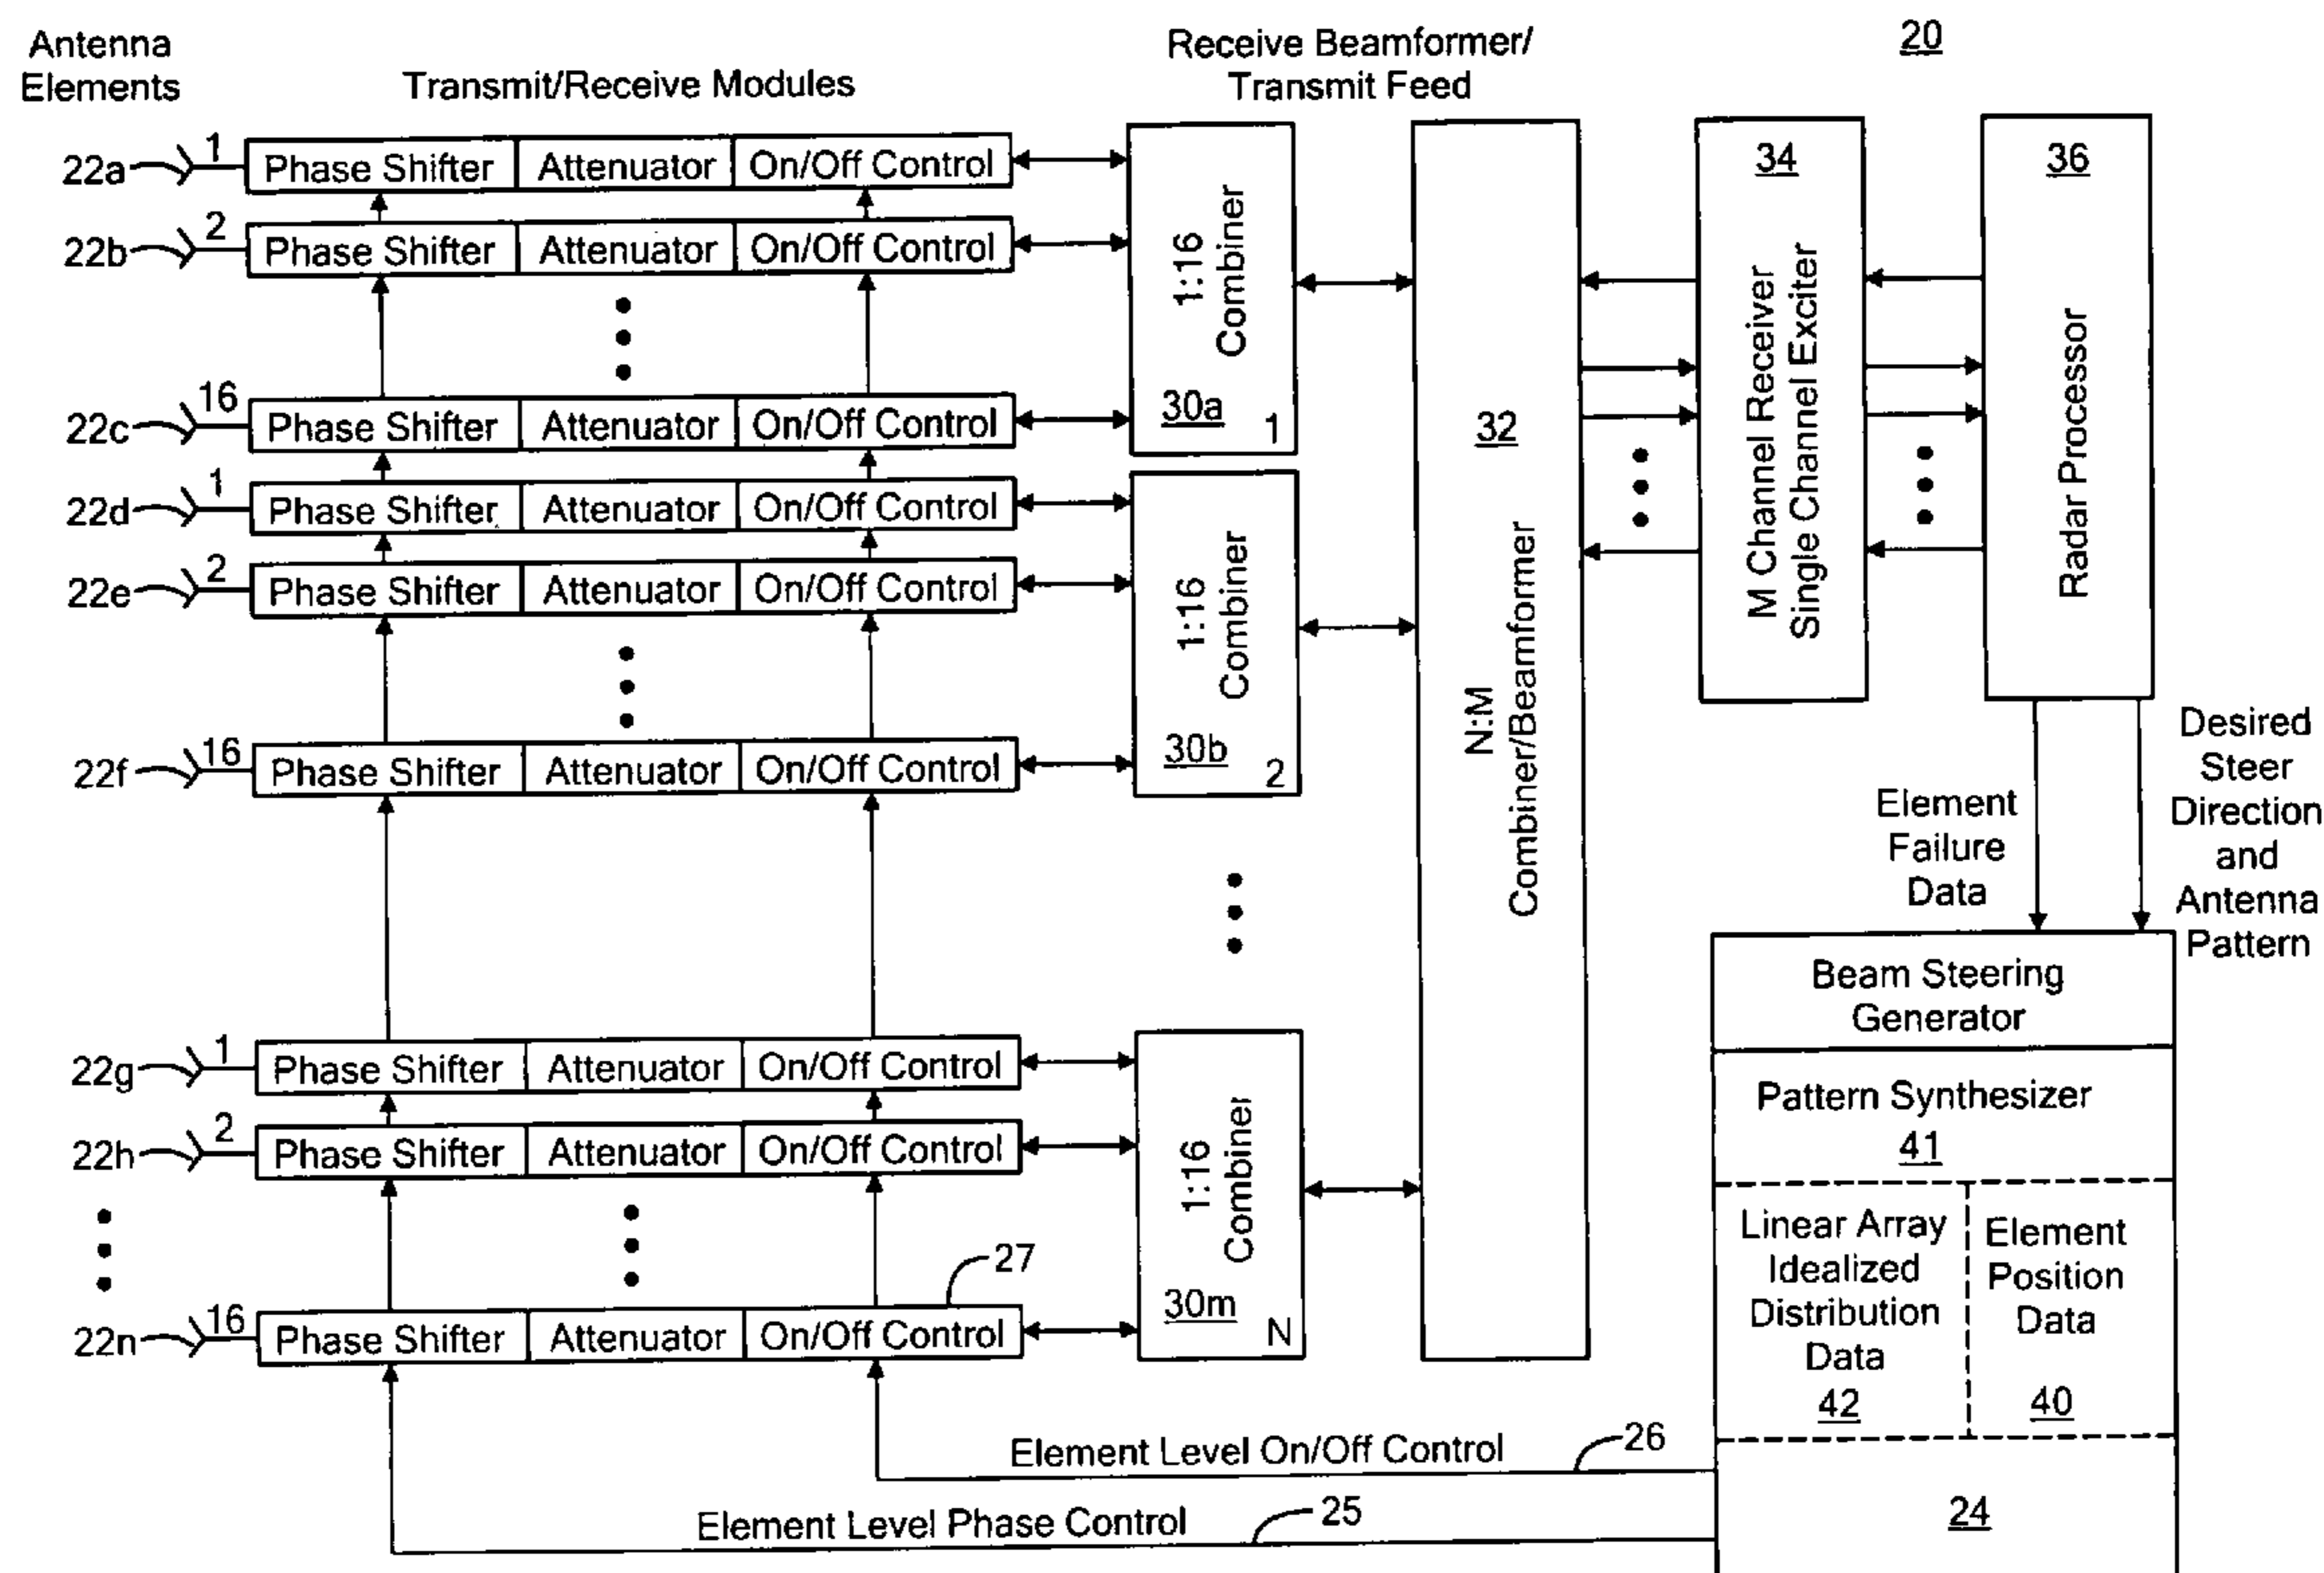 Antenna
Elements
Transmit/Receive Modules
Receive Beamformer/
Transmit Feed
20
22a 1 Phase Shifter Attenuator On/Off Control
22b 2 Phase Shifter Attenuator On/Off Control
22c 16 Phase Shifter Attenuator On/Off Control
22d 1 Phase Shifter Attenuator On/Off Control
22e 2 Phase Shifter Attenuator On/Off Control
22f 16 Phase Shifter Attenuator On/Off Control
22g 1 Phase Shifter Attenuator On/Off Control
22h 2 Phase Shifter Attenuator On/Off Control
27
22n 16 Phase Shifter Attenuator On/Off Control
1:16
Combiner
30a
1
1:16
Combiner
30b
2
1:16
Combiner
30m
N
32
N:M
Combiner/Beamformer
34
M Channel Receiver
Single Channel Exciter
36
Radar Processor
Element
Failure
Data
Desired
Steer
Direction
and
Antenna
Pattern
Beam Steering
Generator
Pattern Synthesizer
41
Linear Array
Idealized
Distribution
Data
42
Element
Position
Data
40
24
Element Level On/Off Control
26
Element Level Phase Control
25